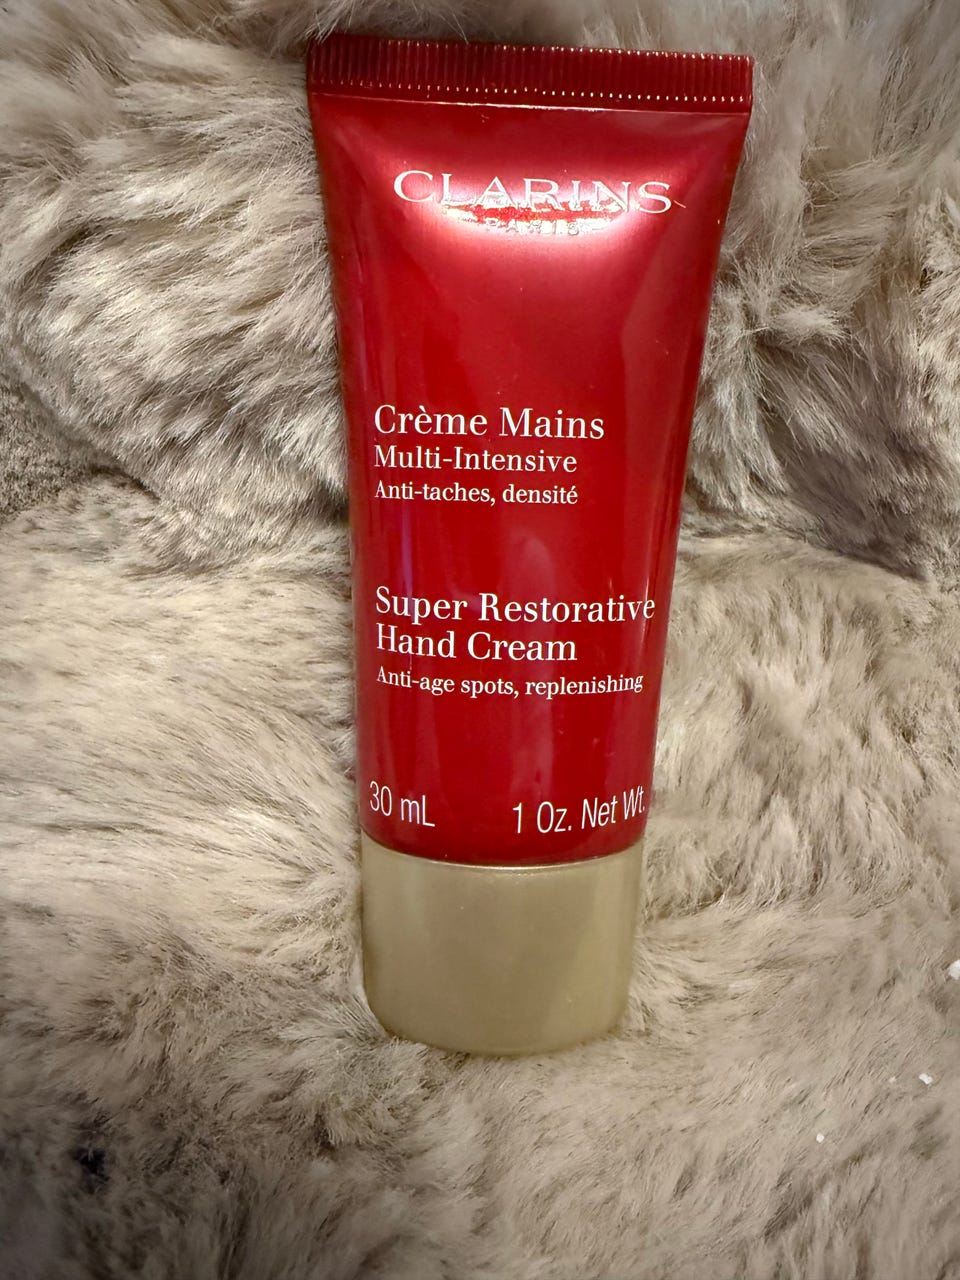 CLARINS
PARIS
Crème Mains
Multi-Intensive
Anti-taches, densité
Super Restorative
Hand Cream
Anti-age spots, replenishing
30 mL 1 Oz. Net Wt.